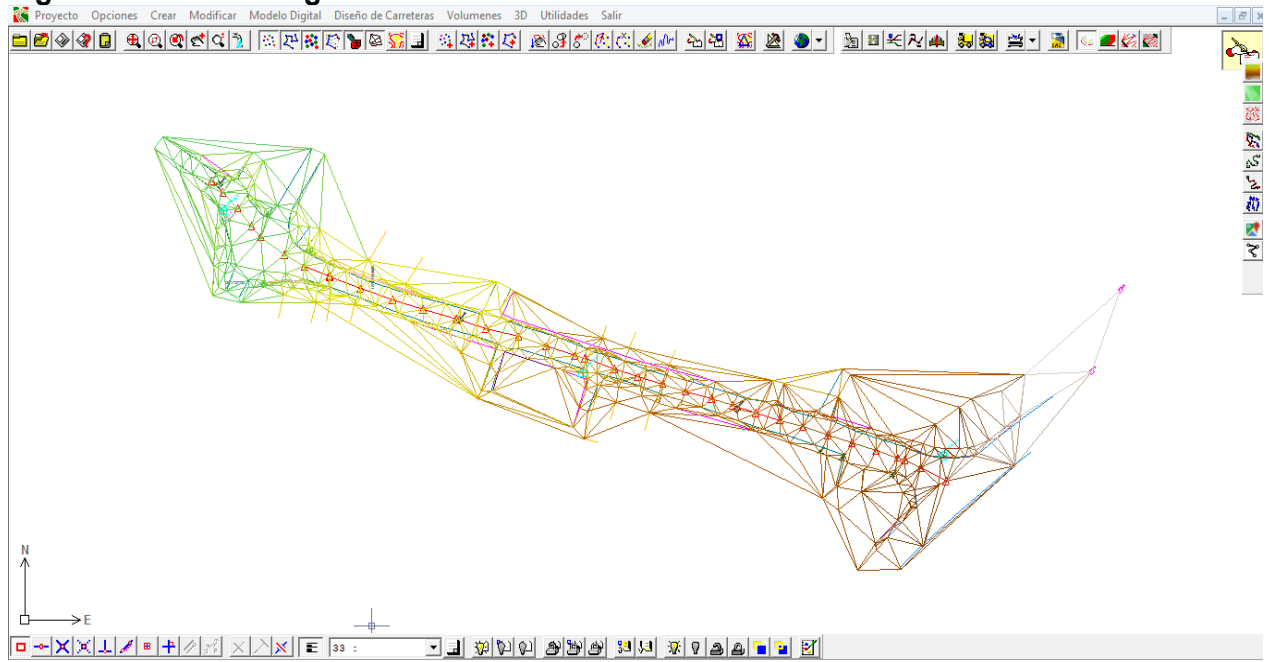 Proyecto Opciones Crear Modificar Modelo Digital Diseño de Carreteras Volumenes 3D Utilidades Salir
N
E
33 :